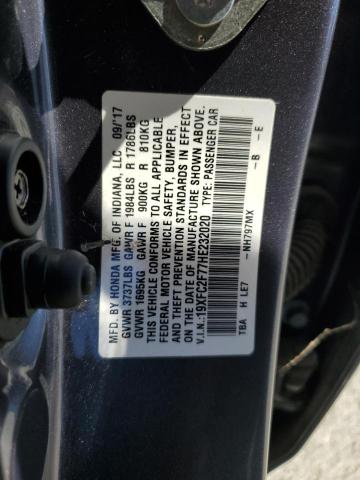 MFD. BY HONDA MFG. OF INDIANA, LLC 09/'17
GVWR 3737LBS GAWR F 1984LBS R 1786LBS
GVWR 1695KG GAWR F 900KG R 810KG
THIS VEHICLE CONFORMS TO ALL APPLICABLE
FEDERAL MOTOR VEHICLE SAFETY, BUMPER,
AND THEFT PREVENTION STANDARDS IN EFFECT
ON THE DATE OF MANUFACTURE SHOWN ABOVE.
V.I.N.:19XFC2F77HE232020 TYPE: PASSENGER CAR
TBA H LE7 -NH797MX -B -E